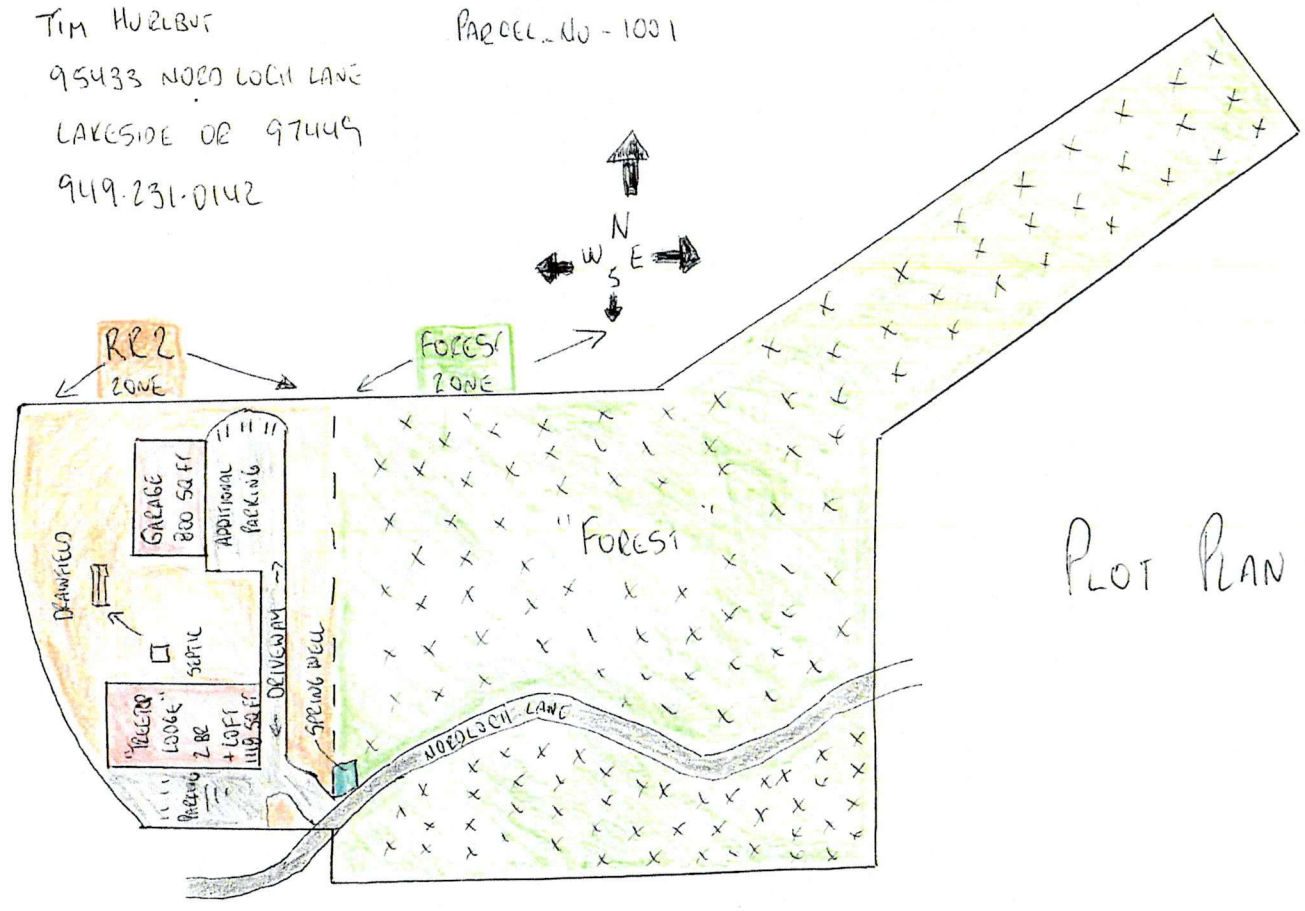 TIM HURLBUT
95433 NORD LOCH LANE
LAKESIDE OR 97449
949.231.0142
PARCEL NO - 1001
N
W E
S
RR2
ZONE
FOREST
ZONE
GARAGE
800 SQ FT
ADDITIONAL
PARKING
DRAINFIELD
SEPTIC
← DRIVEWAY →
SPRING WELL
"TREETOP
LODGE"
2 BR
+ LOFT
SQ FT
PARKING
"FOREST"
NORDLOCH LANE
PLOT PLAN